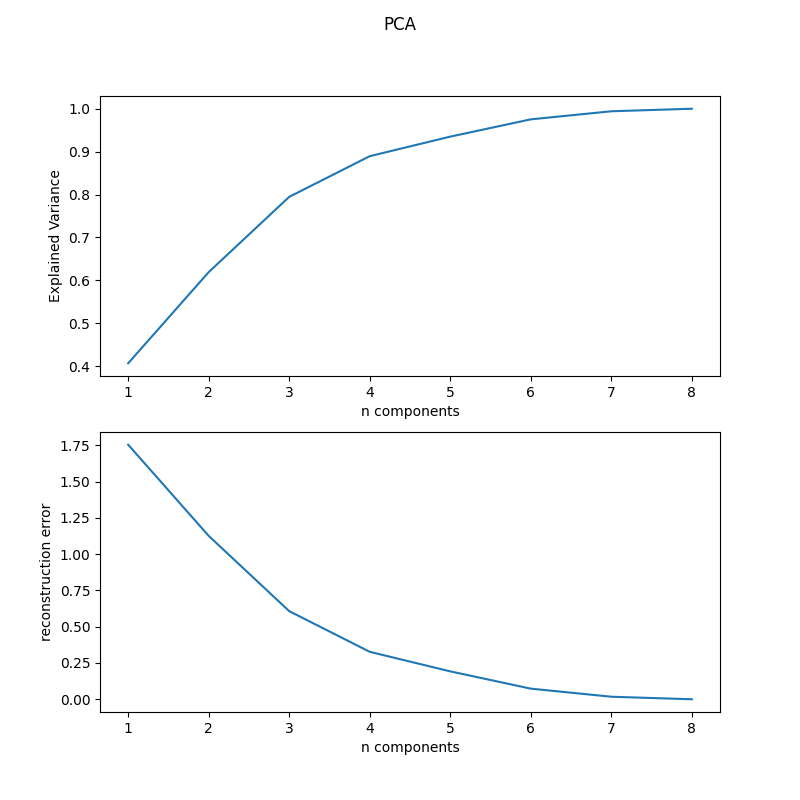 PCA
1.0
0.9
0.8
0.7
0.6
0.5
0.4
Explained Variance
1 2 3 4 5 6 7 8
n components
1.75
1.50
1.25
1.00
0.75
0.50
0.25
0.00
reconstruction error
1 2 3 4 5 6 7 8
n components